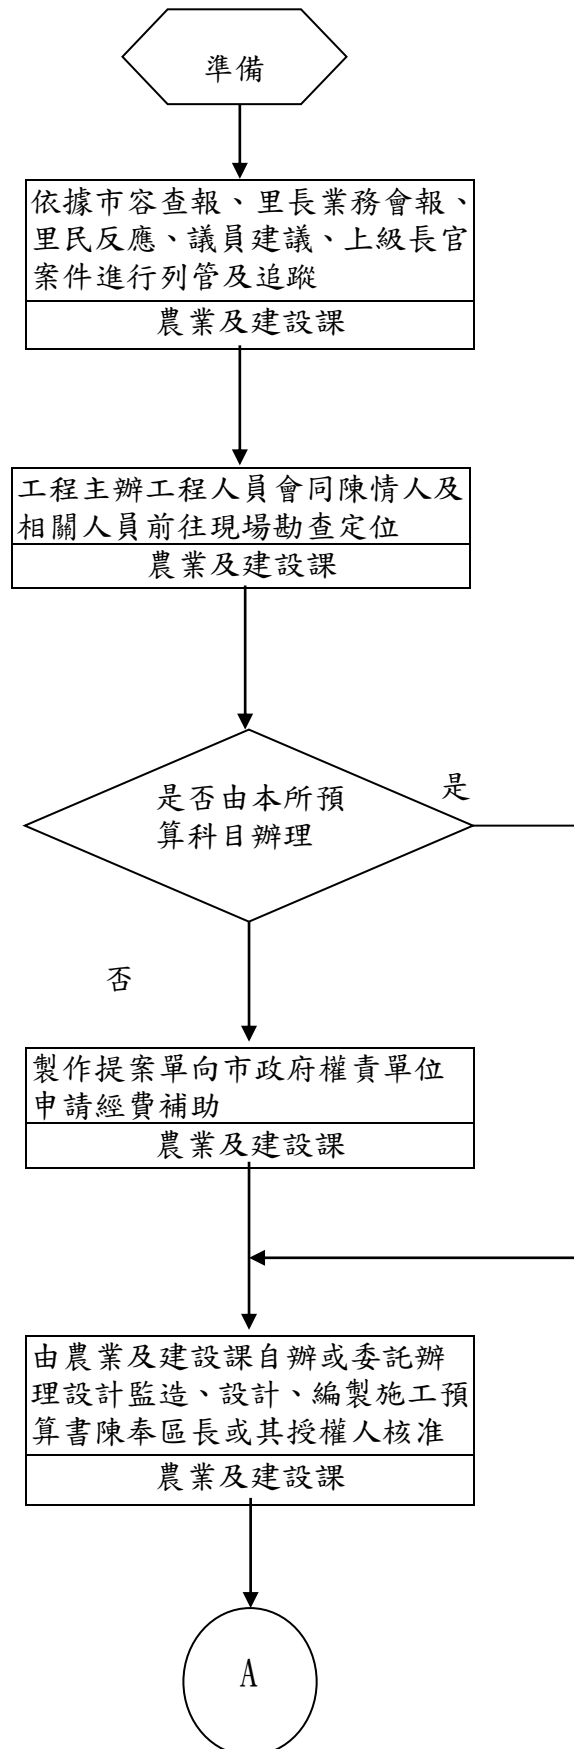 準備
依據市容查報、里長業務會報、
里民反應、議員建議、上級長官
案件進行列管及追蹤
農業及建設課
工程主辦工程人員會同陳情人及
相關人員前往現場勘查定位
農業及建設課
是否由本所預
算科目辦理
是
否
製作提案單向市政府權責單位
申請經費補助
農業及建設課
由農業及建設課自辦或委託辦
理設計監造、設計、編製施工預
算書陳奉區長或其授權人核准
農業及建設課
A